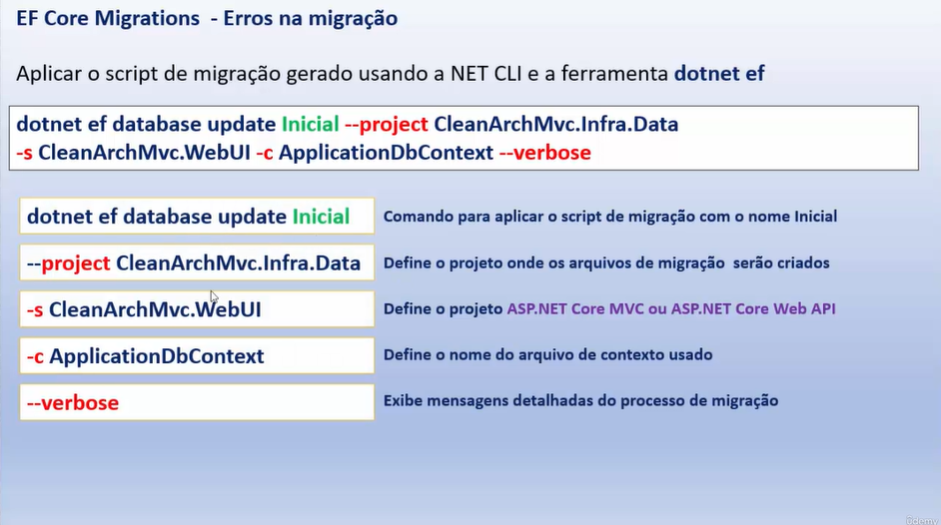 EF Core Migrations - Erros na migração
Aplicar o script de migração gerado usando a NET CLI e a ferramenta dotnet ef
dotnet ef database update Inicial --project CleanArchMvc.Infra.Data
-s CleanArchMvc.WebUI -c ApplicationDbContext --verbose
dotnet ef database update Inicial
Comando para aplicar o script de migração com o nome Inicial
--project CleanArchMvc.Infra.Data
Define o projeto onde os arquivos de migração serão criados
-s CleanArchMvc.WebUI
Define o projeto ASP.NET Core MVC ou ASP.NET Core Web API
-c ApplicationDbContext
Define o nome do arquivo de contexto usado
--verbose
Exibe mensagens detalhadas do processo de migração
ûdemy